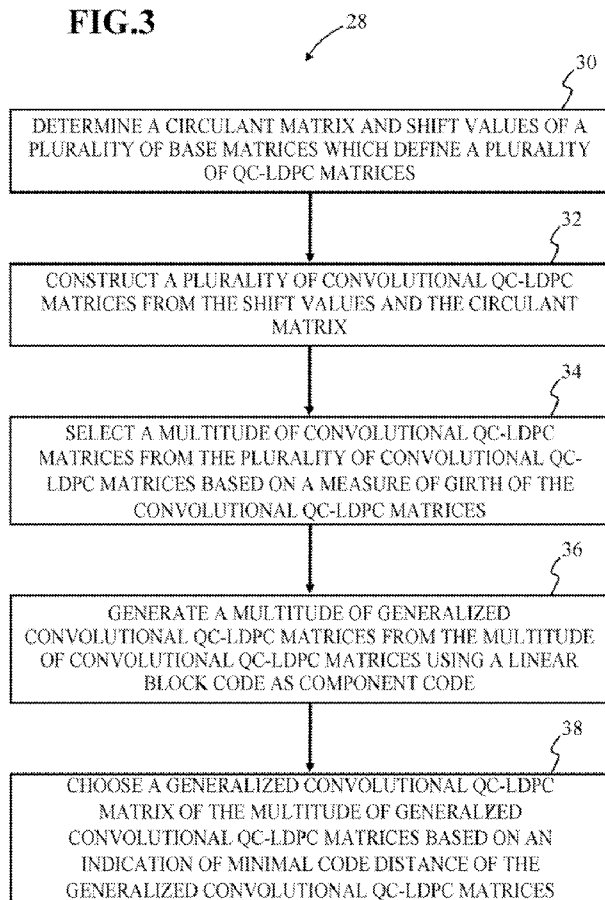 FIG.3
28
30
DETERMINE A CIRCULANT MATRIX AND SHIFT VALUES OF A
PLURALITY OF BASE MATRICES WHICH DEFINE A PLURALITY
OF QC-LDPC MATRICES
32
CONSTRUCT A PLURALITY OF CONVOLUTIONAL QC-LDPC
MATRICES FROM THE SHIFT VALUES AND THE CIRCULANT
MATRIX
34
SELECT A MULTITUDE OF CONVOLUTIONAL QC-LDPC
MATRICES FROM THE PLURALITY OF CONVOLUTIONAL QC-
LDPC MATRICES BASED ON A MEASURE OF GIRTH OF THE
CONVOLUTIONAL QC-LDPC MATRICES
36
GENERATE A MULTITUDE OF GENERALIZED
CONVOLUTIONAL QC-LDPC MATRICES FROM THE MULTITUDE
OF CONVOLUTIONAL QC-LDPC MATRICES USING A LINEAR
BLOCK CODE AS COMPONENT CODE
38
CHOOSE A GENERALIZED CONVOLUTIONAL QC-LDPC
MATRIX OF THE MULTITUDE OF GENERALZED
CONVOLUTIONAL QC-LDPC MATRICES BASED ON AN
INDICATION OF MINIMAL CODE DISTANCE OF THE
GENERALIZED CONVOLUTIONAL QC-LDPC MATRICES